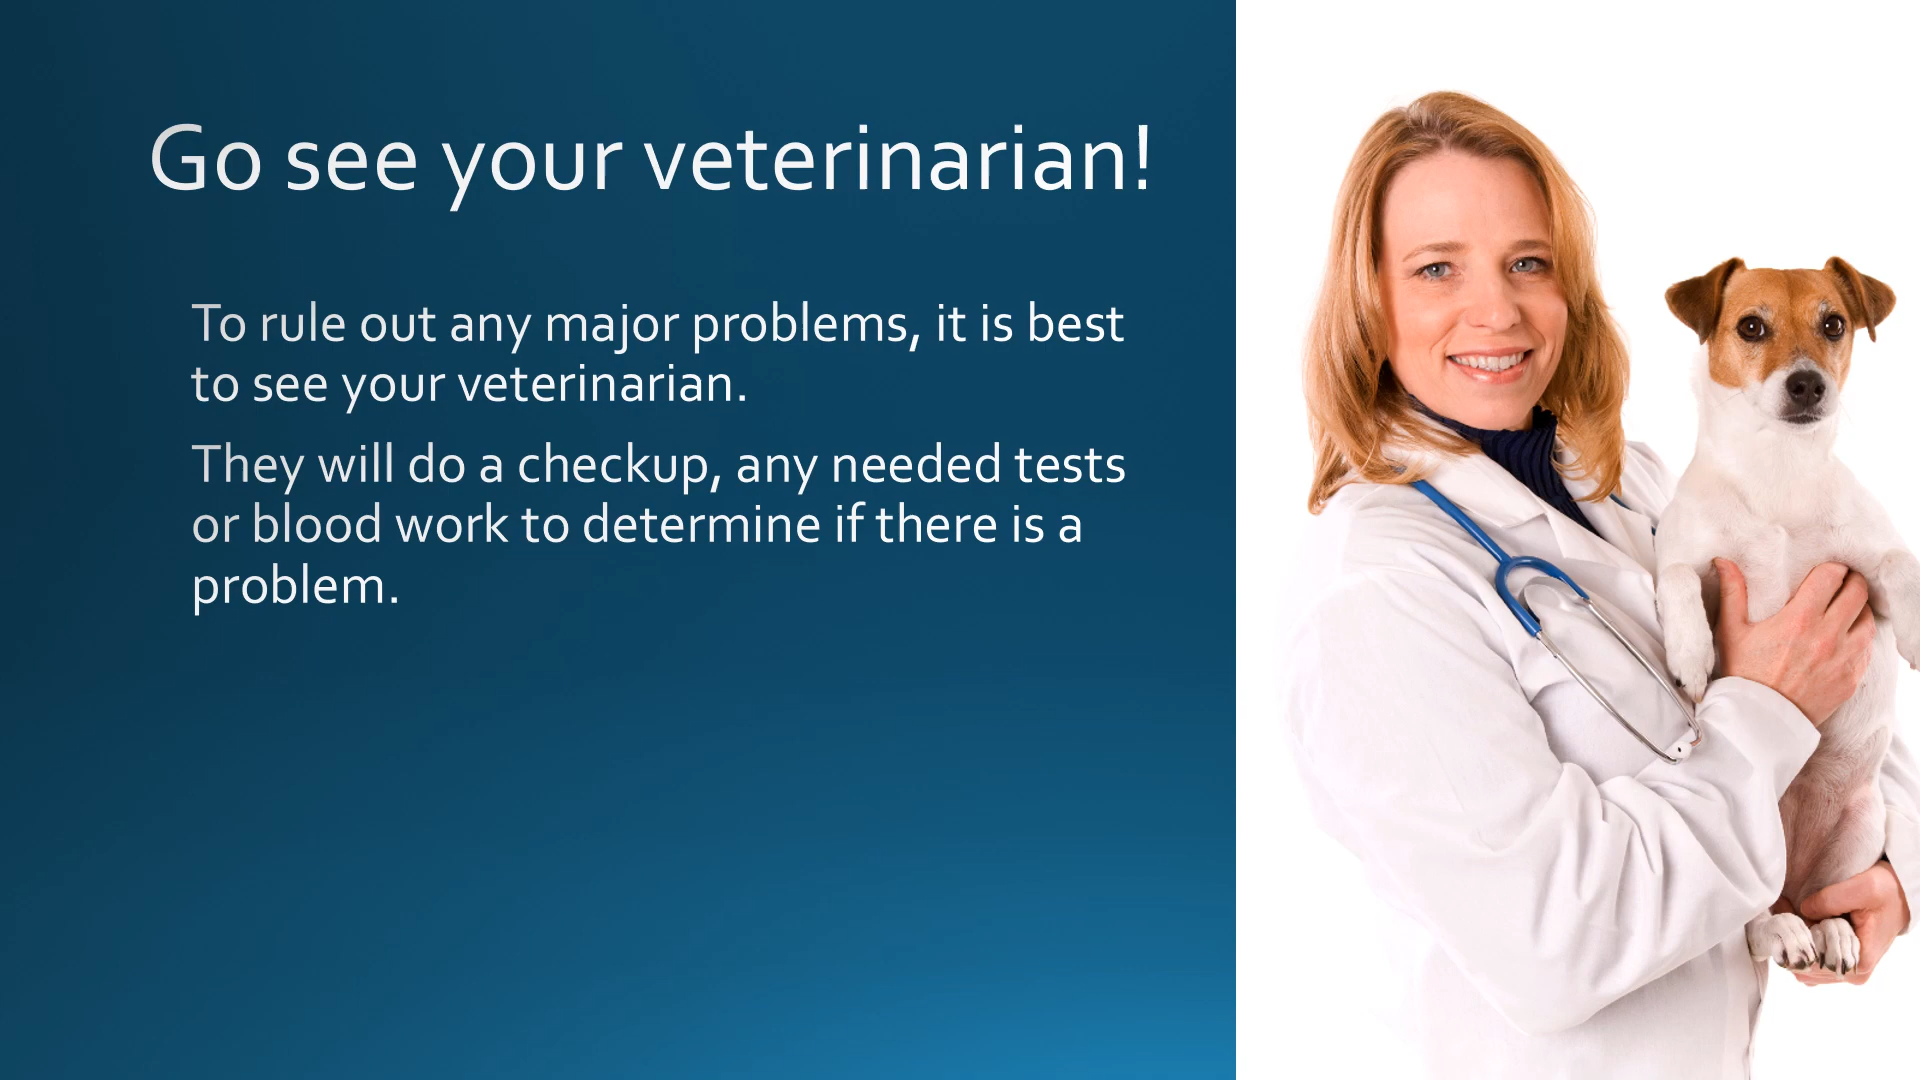 Go see your veterinarian!
To rule out any major problems, it is best
to see your veterinarian.
They will do a checkup, any needed tests
or blood work to determine if there is a
problem.